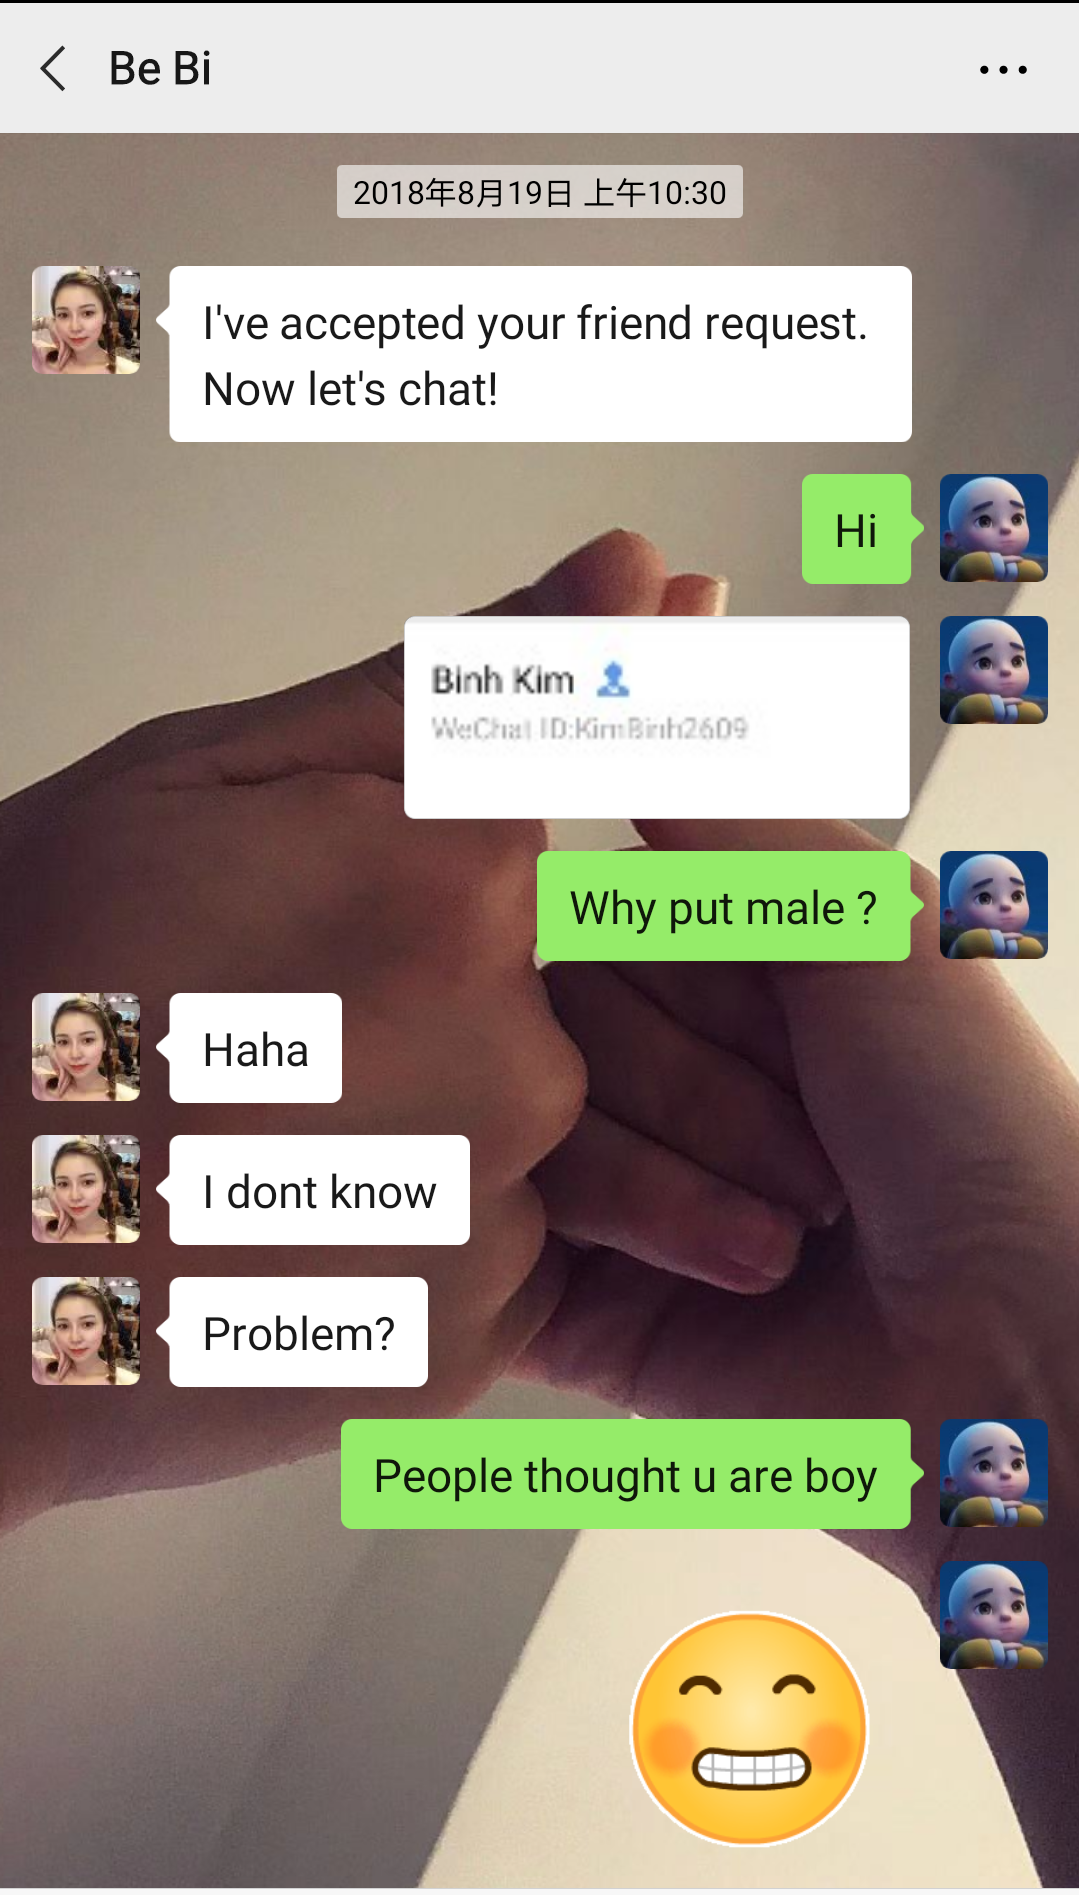 Be Bi
2018年8月19日 上午10:30
I've accepted your friend request.
Now let's chat!
Hi
Binh Kim
WeChat ID:KimBinh2609
Why put male ?
Haha
I dont know
Problem?
People thought u are boy